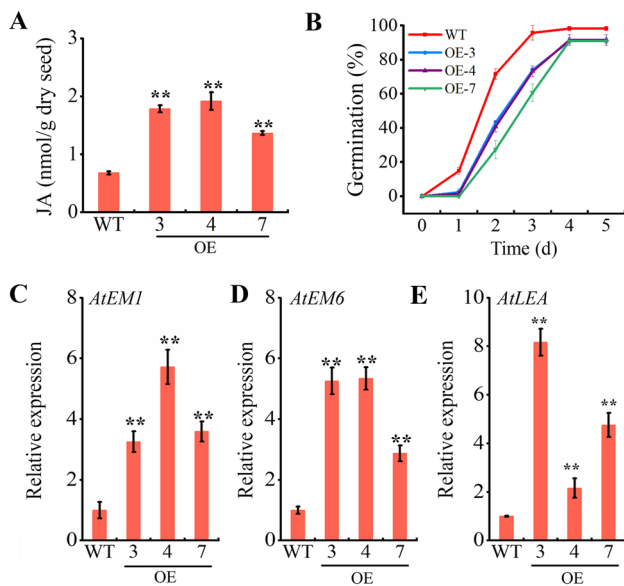 A
JA (nmol/g dry seed)
3
2
1
0
** ** **
WT 3 4 7
OE
B
Germination (%)
100
80
60
40
20
0
WT
OE-3
OE-4
OE-7
0 1 2 3 4 5
Time (d)
C
AtEM1
Relative expression
8
6
4
2
0
** ** **
WT 3 4 7
OE
D
AtEM6
Relative expression
8
6
4
2
0
** ** **
WT 3 4 7
OE
E
AtLEA
Relative expression
10
8
6
4
2
0
** ** **
WT 3 4 7
OE